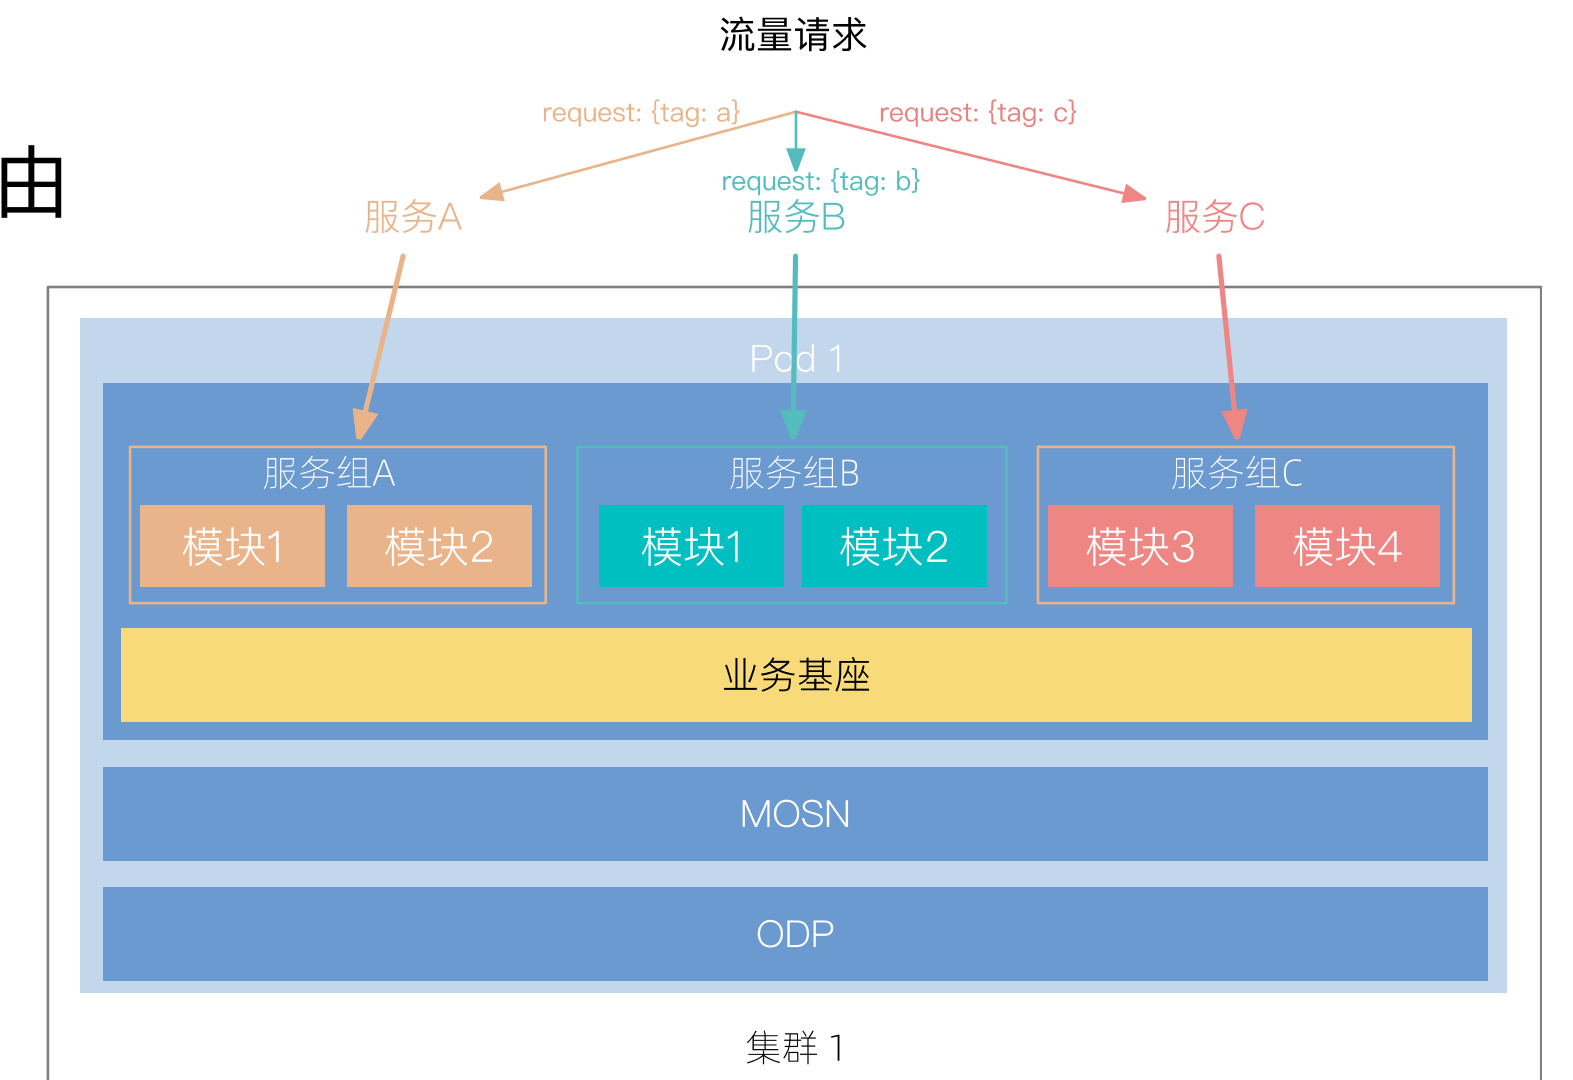 流量请求
request: {tag: a}
request: {tag: c}
由
request: {tag: b}
服务A
服务B
服务C
Pod 1
服务组A
服务组B
服务组C
模块1
模块2
模块1
模块2
模块3
模块4
业务基座
MOSN
ODP
集群 1